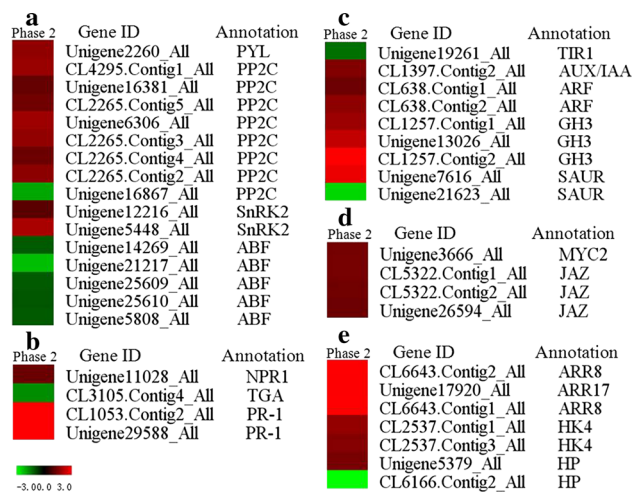 a
Phase 2 Gene ID Annotation
Unigene2260_All PYL
CL4295.Contig1_All PP2C
Unigene16381_All PP2C
CL2265.Contig5_All PP2C
Unigene6306_All PP2C
CL2265.Contig3_All PP2C
CL2265.Contig4_All PP2C
CL2265.Contig2_All PP2C
Unigene16867_All PP2C
Unigene12216_All SnRK2
Unigene5448_All SnRK2
Unigene14269_All ABF
Unigene21217_All ABF
Unigene25609_All ABF
Unigene25610_All ABF
Unigene5808_All ABF
b
Phase 2 Gene ID Annotation
Unigene11028_All NPR1
CL3105.Contig4_All TGA
CL1053.Contig2_All PR-1
Unigene29588_All PR-1
-3.0 0.0 3.0
c
Phase 2 Gene ID Annotation
Unigene19261_All TIR1
CL1397.Contig2_All AUX/IAA
CL638.Contig1_All ARF
CL638.Contig2_All ARF
CL1257.Contig1_All GH3
Unigene13026_All GH3
CL1257.Contig2_All GH3
Unigene7616_All SAUR
Unigene21623_All SAUR
d
Phase 2 Gene ID Annotation
Unigene3666_All MYC2
CL5322.Contig1_All JAZ
CL5322.Contig2_All JAZ
Unigene26594_All JAZ
e
Phase 2 Gene ID Annotation
CL6643.Contig2_All ARR8
Unigene17920_All ARR17
CL6643.Contig1_All ARR8
CL2537.Contig1_All HK4
CL2537.Contig3_All HK4
Unigene5379_All HP
CL6166.Contig2_All HP